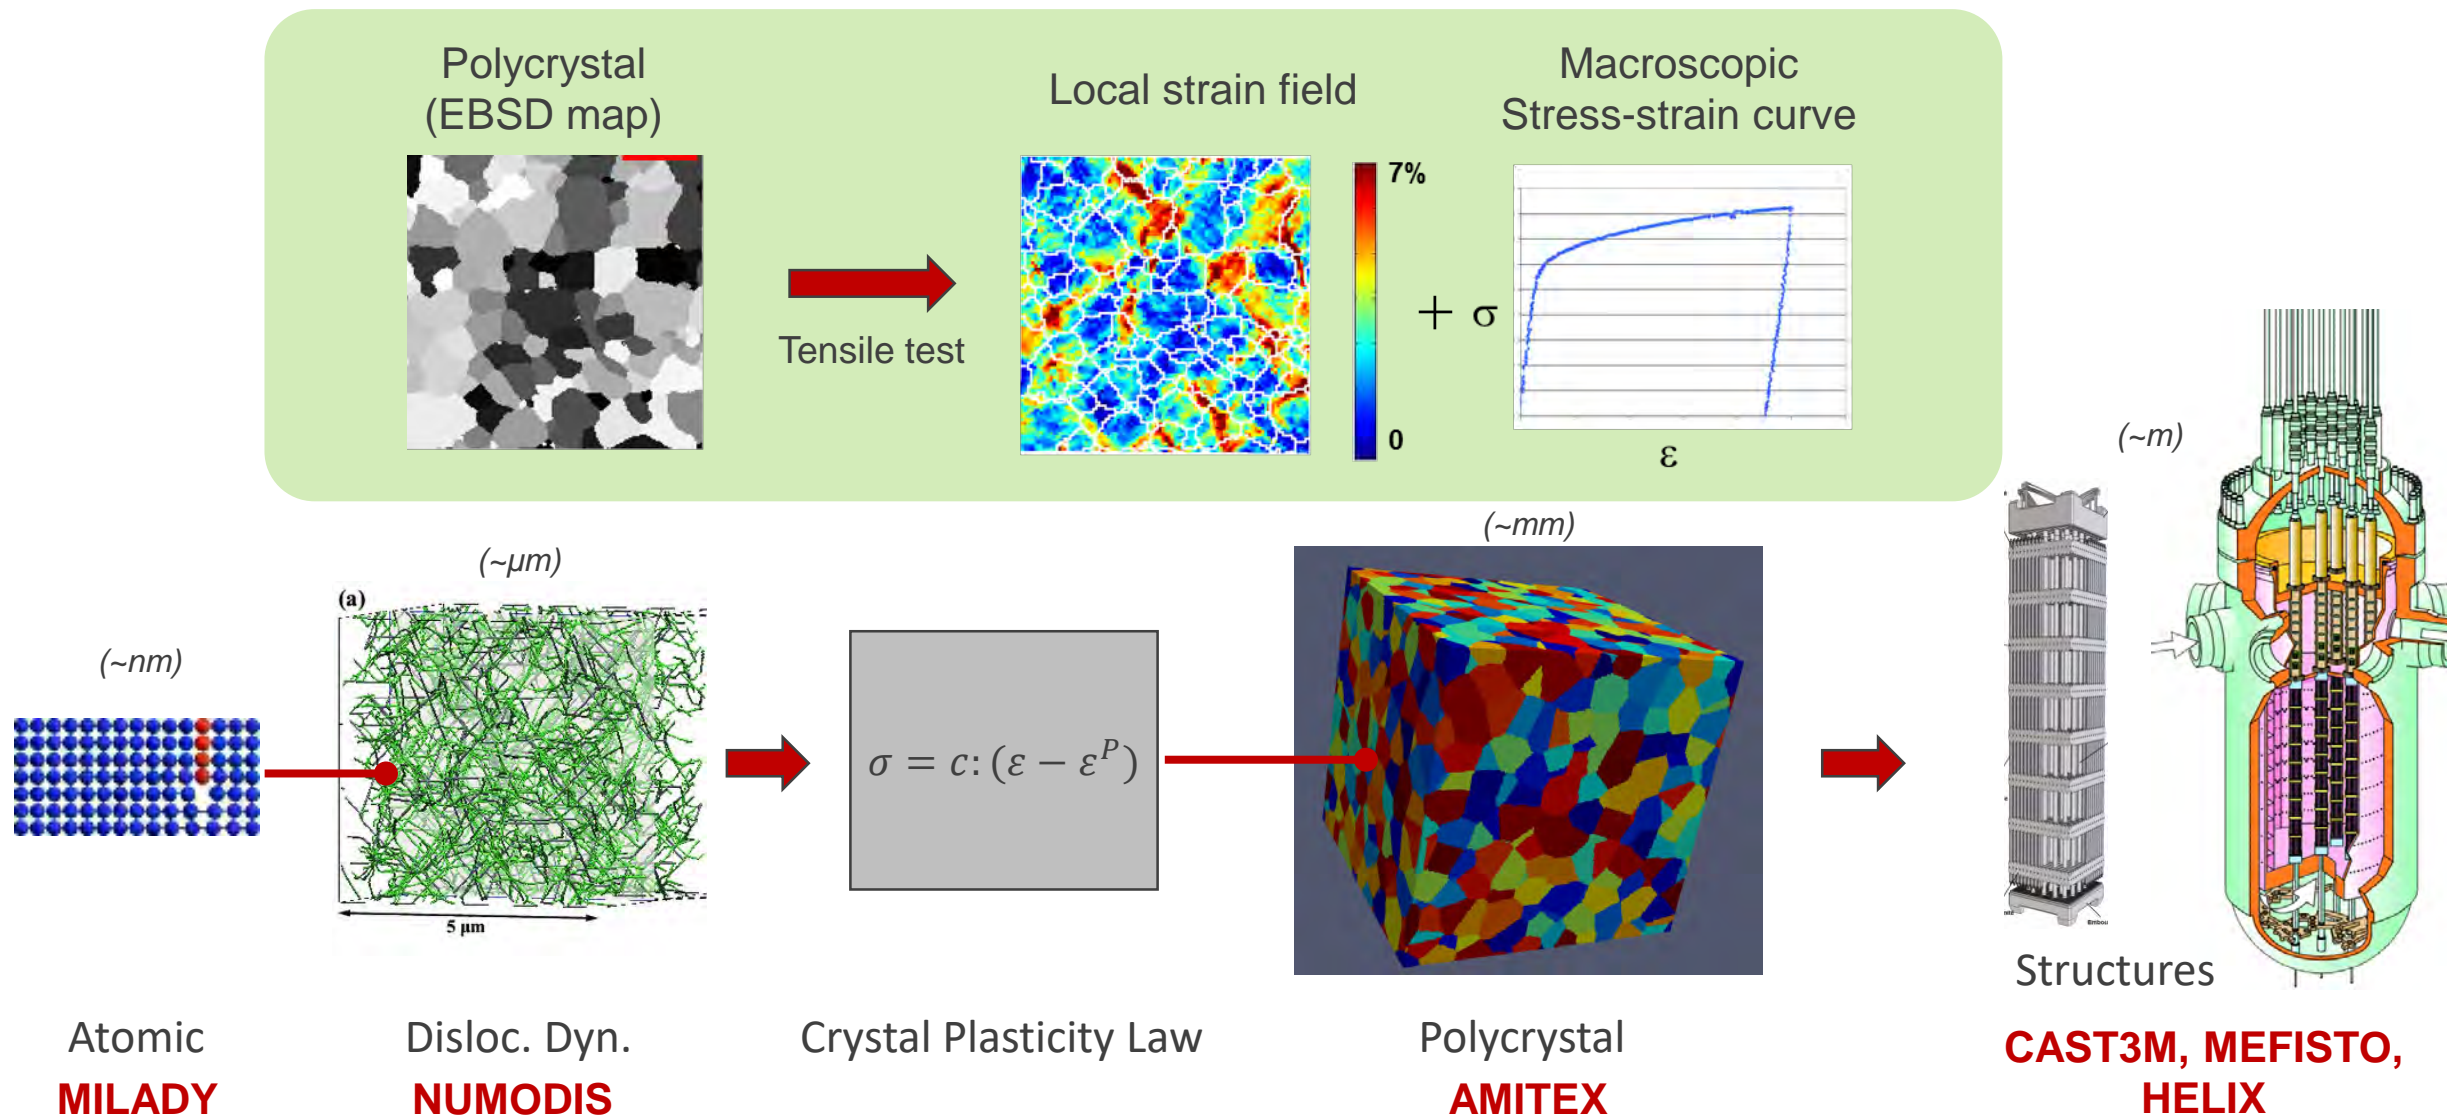 Polycrystal
(EBSD map)
Local strain field
Macroscopic
Stress-strain curve
7%
0
+ σ
ε
Tensile test
(~m)
(~mm)
(~μm)
(~nm)
(a)
5 μm
σ = c: (ε − ε^P)
Embou
Structures
Atomic
MILADY
Disloc. Dyn.
NUMODIS
Crystal Plasticity Law
Polycrystal
AMITEX
CAST3M, MEFISTO,
HELIX